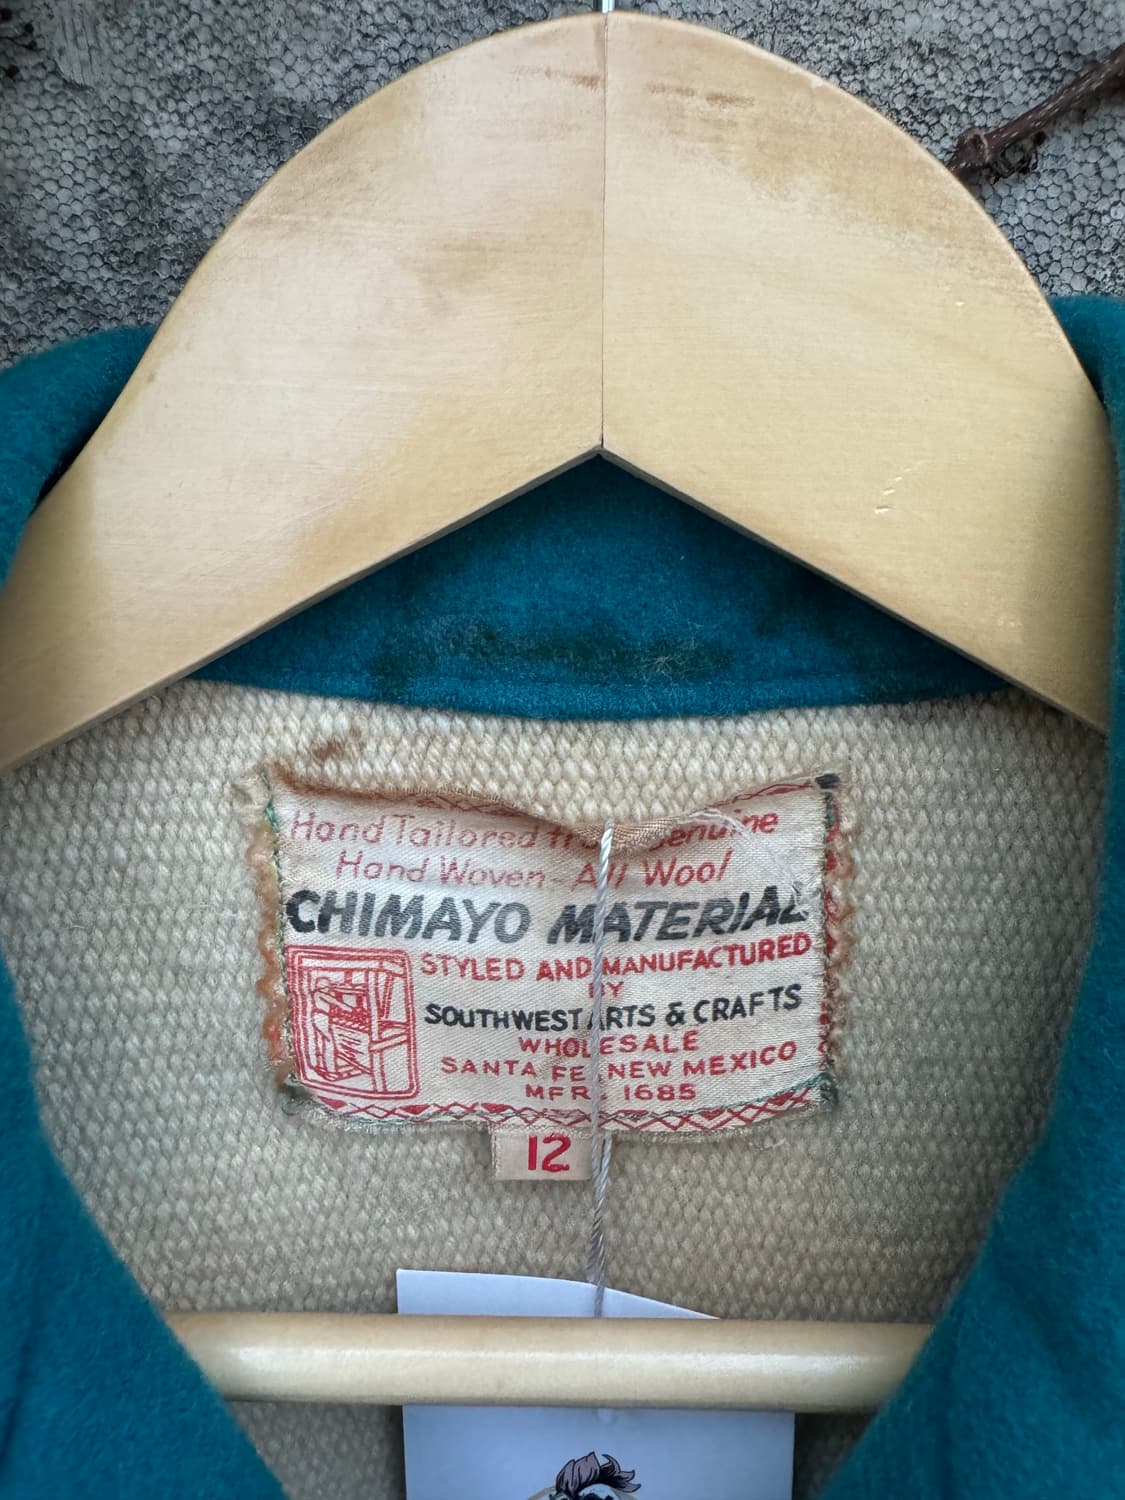 Hand Tailored from Genuine
Hand Woven - All Wool
CHIMAYO MATERIAL
STYLED AND MANUFACTURED
BY
SOUTHWEST ARTS & CRAFTS
WHOLESALE
SANTA FE, NEW MEXICO
MFR. 1685
12